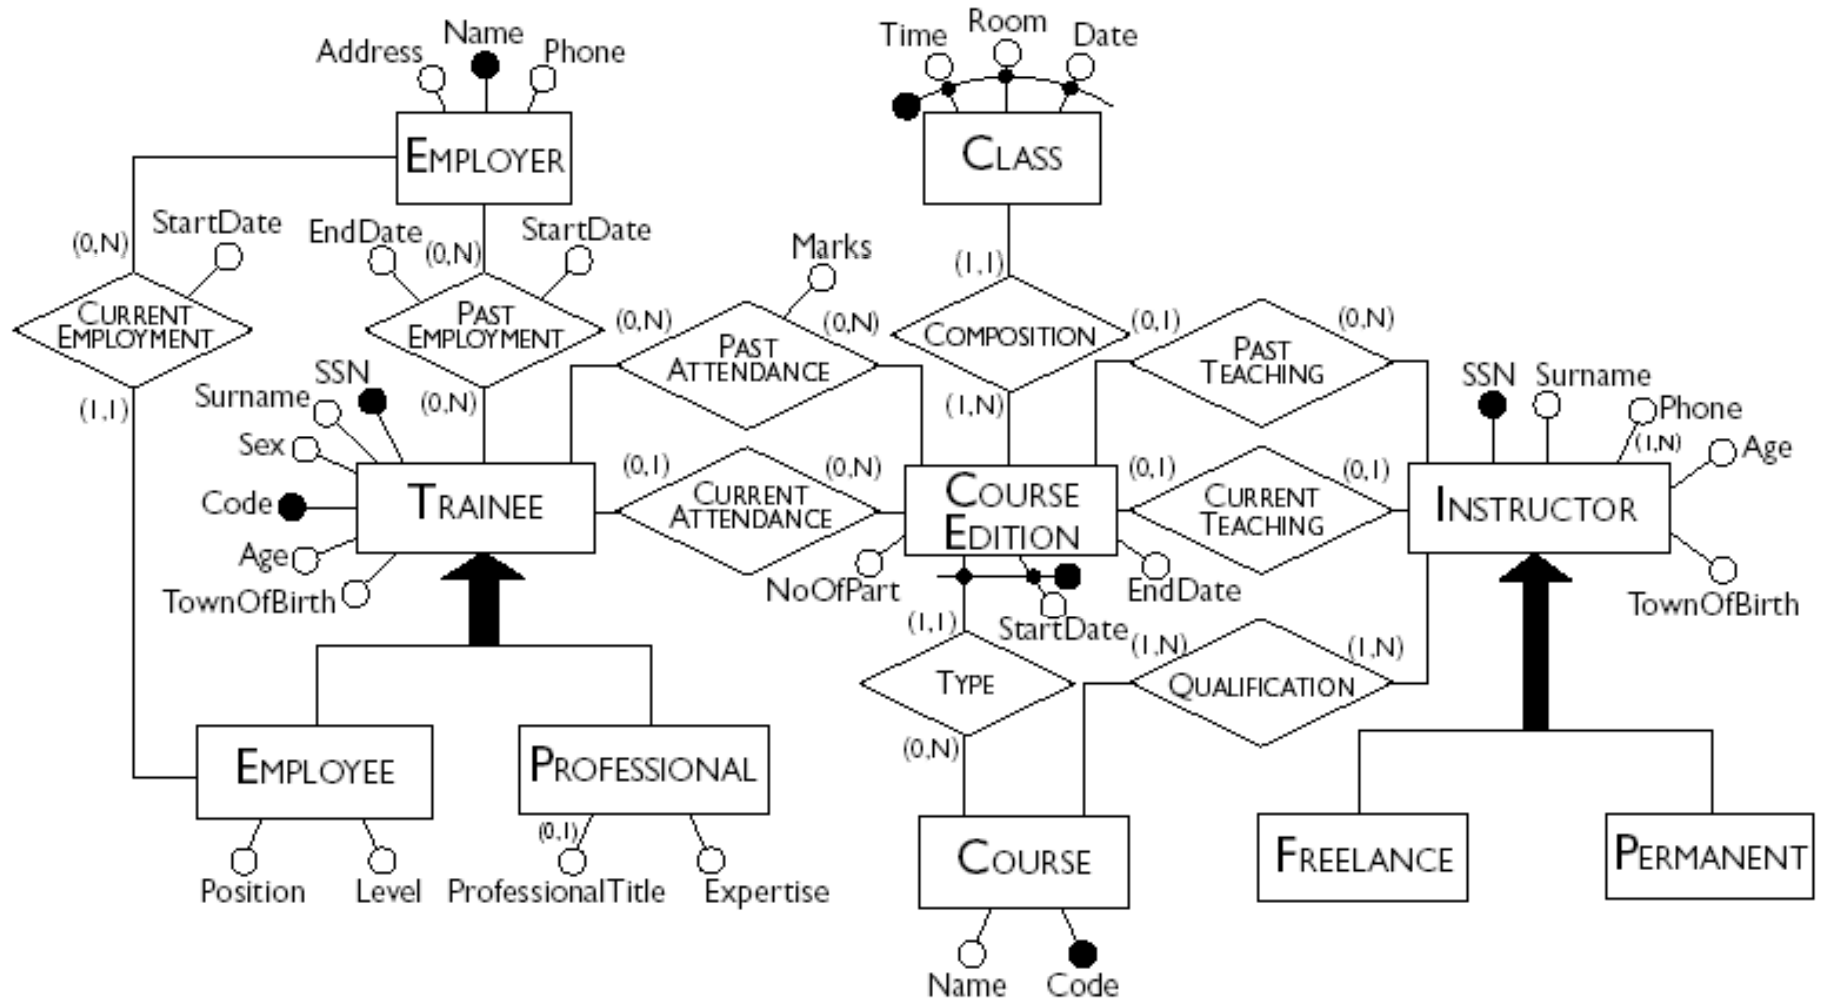 Name
Address
Phone
EMPLOYER
Time
Room
Date
CLASS
(0,N)
StartDate
EndDate
(0,N)
StartDate
CURRENT
EMPLOYMENT
PAST
EMPLOYMENT
(1,1)
(0,N)
Marks
(0,N)
(0,N)
PAST
ATTENDANCE
(1,1)
COMPOSITION
(1,N)
(0,1)
(0,N)
PAST
TEACHING
SSN
Surname
Sex
Code
Age
TownOfBirth
TRAINEE
(0,1)
(0,N)
CURRENT
ATTENDANCE
COURSE
EDITION
NoOfPart
StartDate
EndDate
(0,1)
(0,1)
CURRENT
TEACHING
SSN
Surname
Phone
(1,N)
Age
INSTRUCTOR
TownOfBirth
(1,1)
TYPE
(0,N)
(1,N)
(1,N)
QUALIFICATION
EMPLOYEE
Position
Level
PROFESSIONAL
(0,1)
ProfessionalTitle
Expertise
COURSE
Name
Code
FREELANCE
PERMANENT